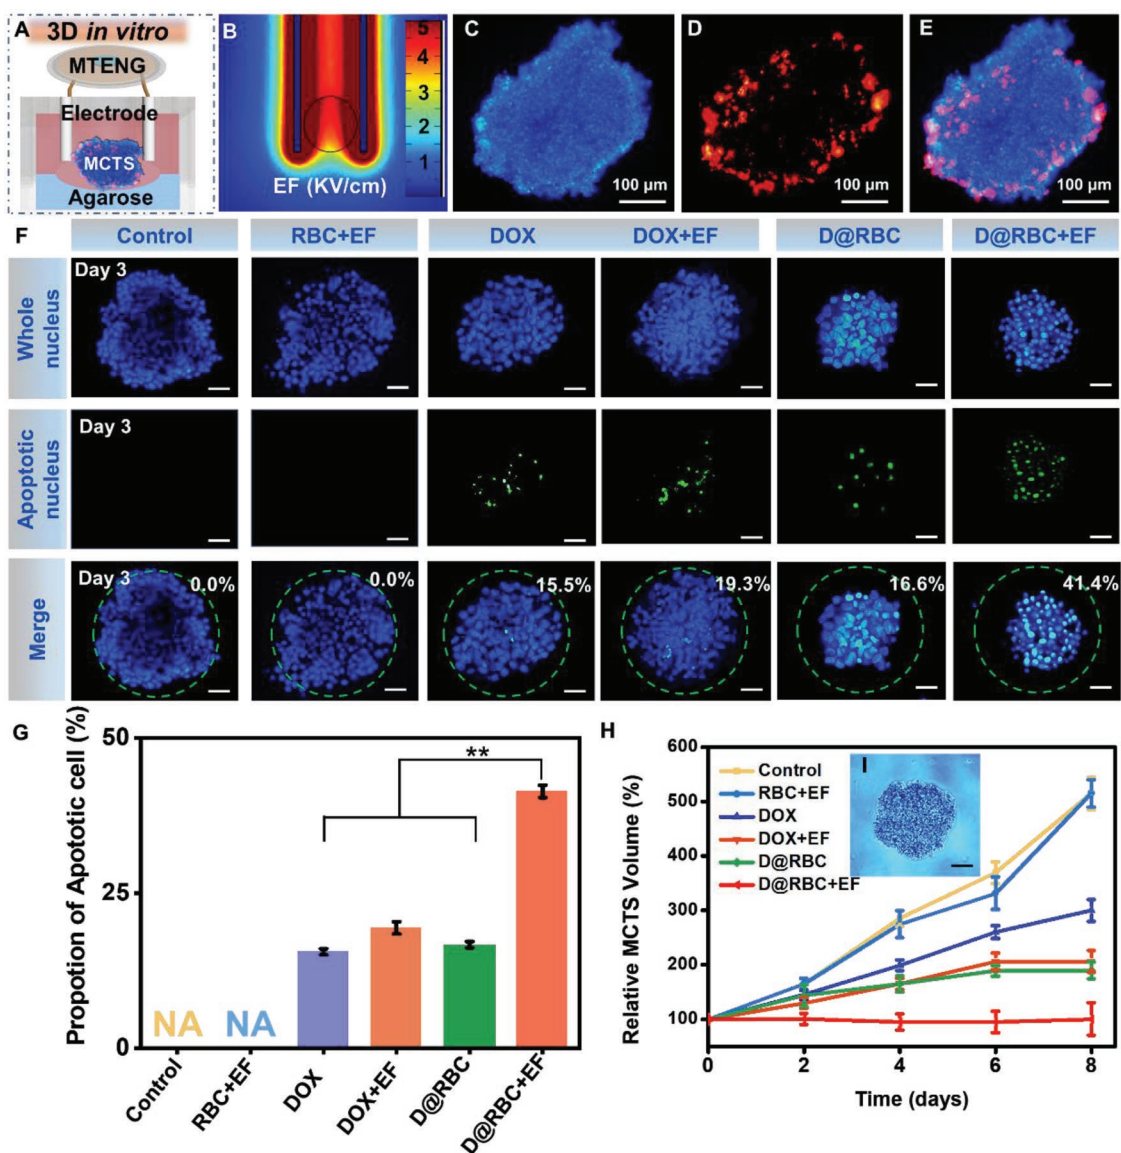 A
3D in vitro
MTENG
Electrode
MCTS
Agarose
B
5
4
3
2
1
EF (KV/cm)
C
100 μm
D
100 μm
E
100 μm
F
Control
RBC+EF
DOX
DOX+EF
D@RBC
D@RBC+EF
Whole nucleus
Day 3
Apoptotic nucleus
Day 3
Merge
Day 3
0.0%
0.0%
15.5%
19.3%
16.6%
41.4%
G
Propotion of Apoptotic cell (%)
50
25
0
NA
NA
**
Control
RBC+EF
DOX
DOX+EF
D@RBC
D@RBC+EF
H
Relative MCTS Volume (%)
600
500
400
300
200
100
Control
RBC+EF
DOX
DOX+EF
D@RBC
D@RBC+EF
I
0
2
4
6
8
Time (days)